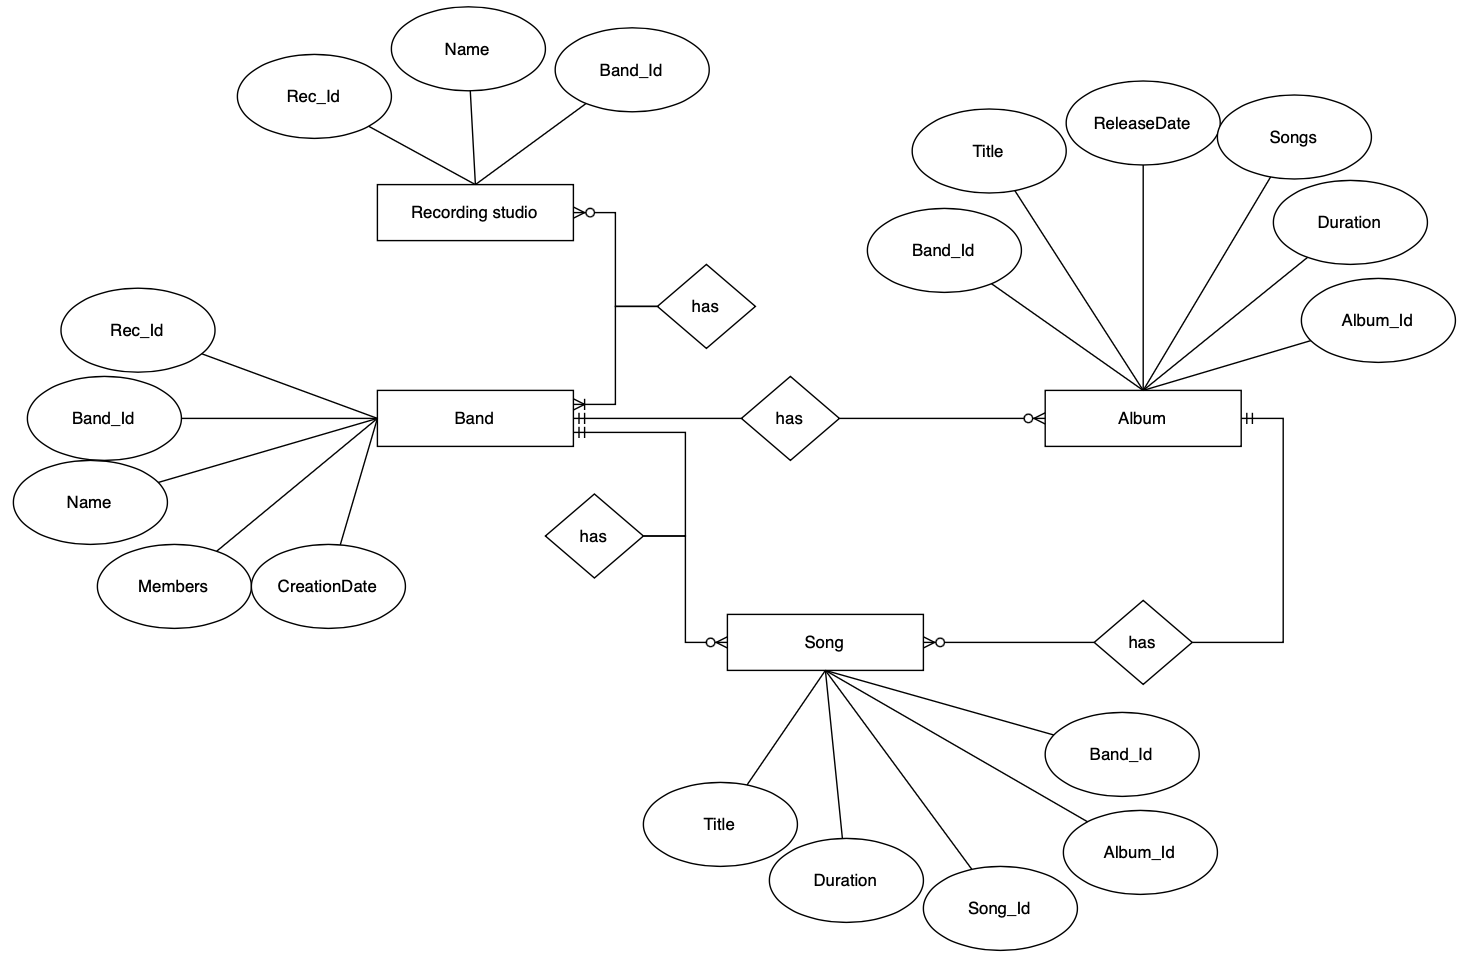 Name
Band_Id
Rec_Id
ReleaseDate
Songs
Title
Recording studio
Duration
Band_Id
has
Album_Id
Rec_Id
Band_Id
Band
has
Album
Name
has
Members
CreationDate
Song
has
Band_Id
Title
Album_Id
Duration
Song_Id